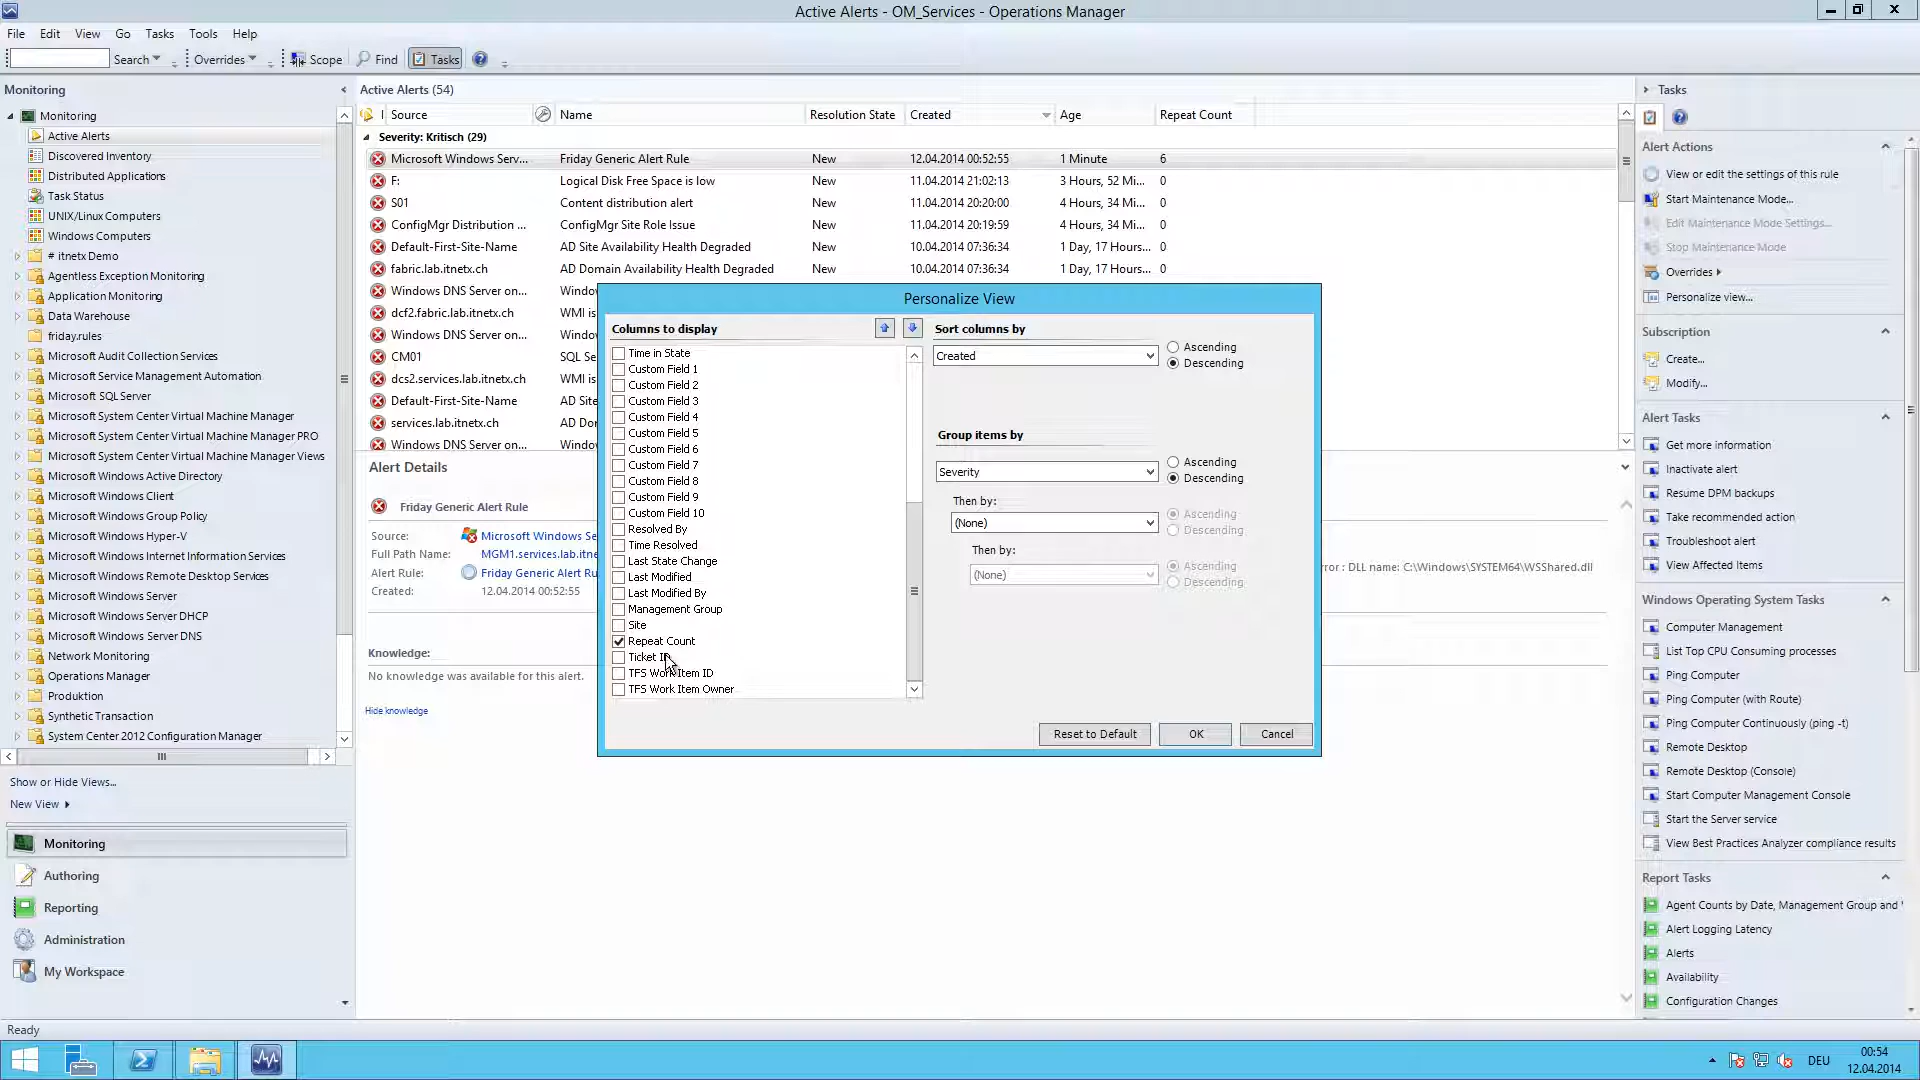 Active Alerts - OM_Services - Operations Manager
File Edit View Go Tasks Tools Help
Search Overrides Scope Find Tasks
Monitoring
Monitoring
Active Alerts
Discovered Inventory
Distributed Applications
Task Status
UNIX/Linux Computers
Windows Computers
# itnetx Demo
Agentless Exception Monitoring
Application Monitoring
Data Warehouse
friday.rules
Microsoft Audit Collection Services
Microsoft Service Management Automation
Microsoft SQL Server
Microsoft System Center Virtual Machine Manager
Microsoft System Center Virtual Machine Manager PRO
Microsoft System Center Virtual Machine Manager Views
Microsoft Windows Active Directory
Microsoft Windows Client
Microsoft Windows Group Policy
Microsoft Windows Hyper-V
Microsoft Windows Internet Information Services
Microsoft Windows Remote Desktop Services
Microsoft Windows Server
Microsoft Windows Server DHCP
Microsoft Windows Server DNS
Network Monitoring
Operations Manager
Produktion
Synthetic Transaction
System Center 2012 Configuration Manager
Show or Hide Views...
New View
Monitoring
Authoring
Reporting
Administration
My Workspace
Active Alerts (54)
I Source Name Resolution State Created Age Repeat Count
Severity: Kritisch (29)
Microsoft Windows Serv... Friday Generic Alert Rule New 12.04.2014 00:52:55 1 Minute 6
F: Logical Disk Free Space is low New 11.04.2014 21:02:13 3 Hours, 52 Mi... 0
S01 Content distribution alert New 11.04.2014 20:20:00 4 Hours, 34 Mi... 0
ConfigMgr Distribution ... ConfigMgr Site Role Issue New 11.04.2014 20:19:59 4 Hours, 34 Mi... 0
Default-First-Site-Name AD Site Availability Health Degraded New 10.04.2014 07:36:34 1 Day, 17 Hours... 0
fabric.lab.itnetx.ch AD Domain Availability Health Degraded New 10.04.2014 07:36:34 1 Day, 17 Hours... 0
Windows DNS Server on... Windo
dcf2.fabric.lab.itnetx.ch WMI is
Windows DNS Server on... Windo
CM01 SQL Se
dcs2.services.lab.itnetx.ch WMI is
Default-First-Site-Name AD Site
services.lab.itnetx.ch AD Do
Windows DNS Server on... Windo
Alert Details
Friday Generic Alert Rule
Source: Microsoft Windows Se
Full Path Name: MGM1.services.lab.itne
Alert Rule: Friday Generic Alert Ru
Created: 12.04.2014 00:52:55
rror : DLL name: C:\Windows\SYSTEM64\WSShared.dll
Knowledge:
No knowledge was available for this alert.
Hide knowledge
Personalize View
Columns to display
Time in State
Custom Field 1
Custom Field 2
Custom Field 3
Custom Field 4
Custom Field 5
Custom Field 6
Custom Field 7
Custom Field 8
Custom Field 9
Custom Field 10
Resolved By
Time Resolved
Last State Change
Last Modified
Last Modified By
Management Group
Site
Repeat Count
Ticket ID
TFS Work Item ID
TFS Work Item Owner
Sort columns by
Created
Ascending
Descending
Group items by
Severity
Ascending
Descending
Then by:
(None)
Ascending
Descending
Then by:
(None)
Ascending
Descending
Reset to Default OK Cancel
Tasks
Alert Actions
View or edit the settings of this rule
Start Maintenance Mode...
Edit Maintenance Mode Settings...
Stop Maintenance Mode
Overrides
Personalize view...
Subscription
Create...
Modify...
Alert Tasks
Get more information
Inactivate alert
Resume DPM backups
Take recommended action
Troubleshoot alert
View Affected Items
Windows Operating System Tasks
Computer Management
List Top CPU Consuming processes
Ping Computer
Ping Computer (with Route)
Ping Computer Continuously (ping -t)
Remote Desktop
Remote Desktop (Console)
Start Computer Management Console
Start the Server service
View Best Practices Analyzer compliance results
Report Tasks
Agent Counts by Date, Management Group and
Alert Logging Latency
Alerts
Availability
Configuration Changes
Ready
DEU
00:54
12.04.2014